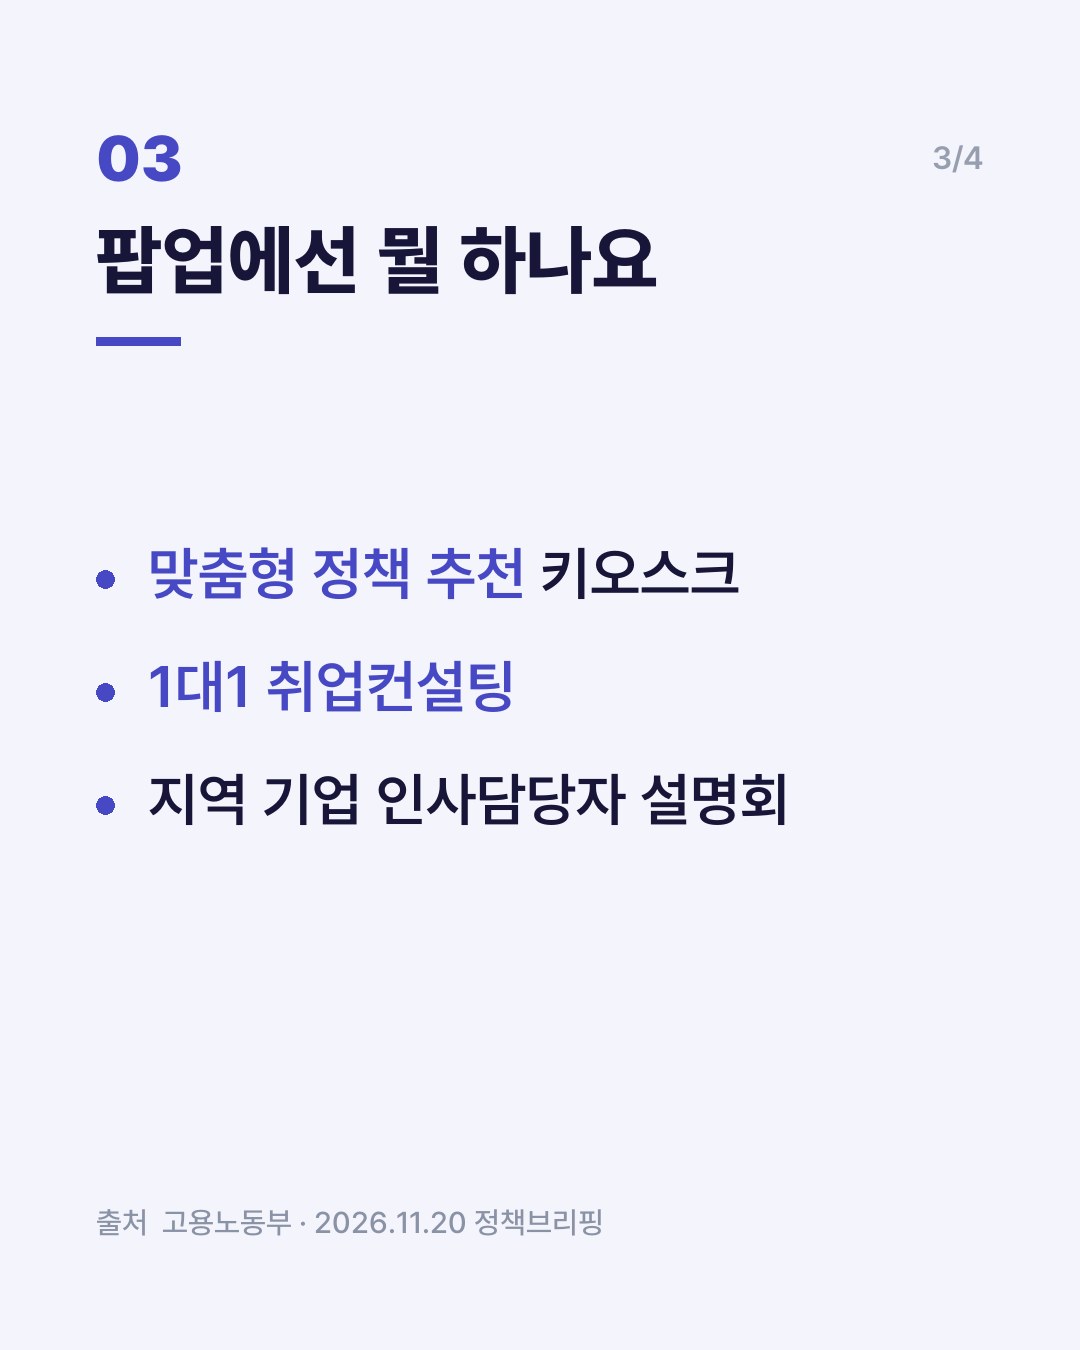 03
3/4
팝업에선 뭘 하나요
맞춤형 정책 추천 키오스크
1대1 취업컨설팅
지역 기업 인사담당자 설명회
출처 고용노동부 · 2026.11.20 정책브리핑